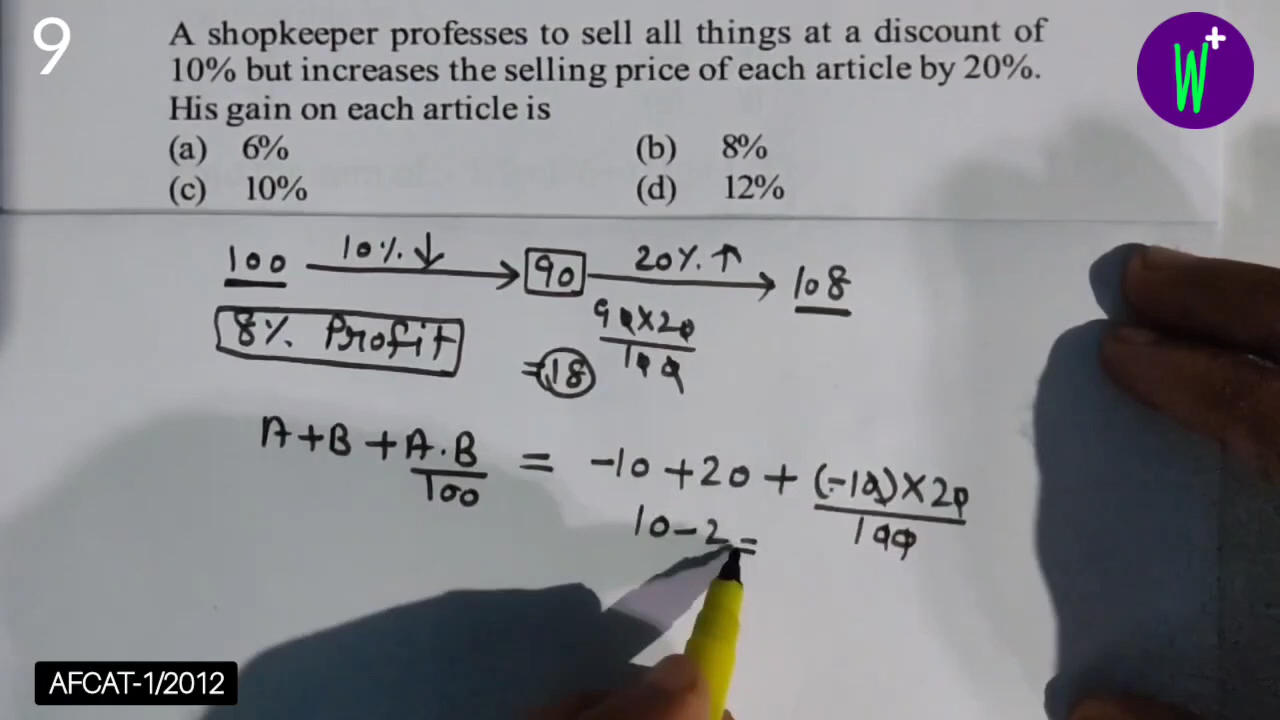 9
A shopkeeper professes to sell all things at a discount of
10% but increases the selling price of each article by 20%.
His gain on each article is
(a) 6% (b) 8%
(c) 10% (d) 12%
W+
100 10% ↓ → 90 20% ↑ → 108
8% Profit
90×20/100
=18
A+B+A.B/100 = -10+20+(-10)×20/100
10-2=
AFCAT-1/2012